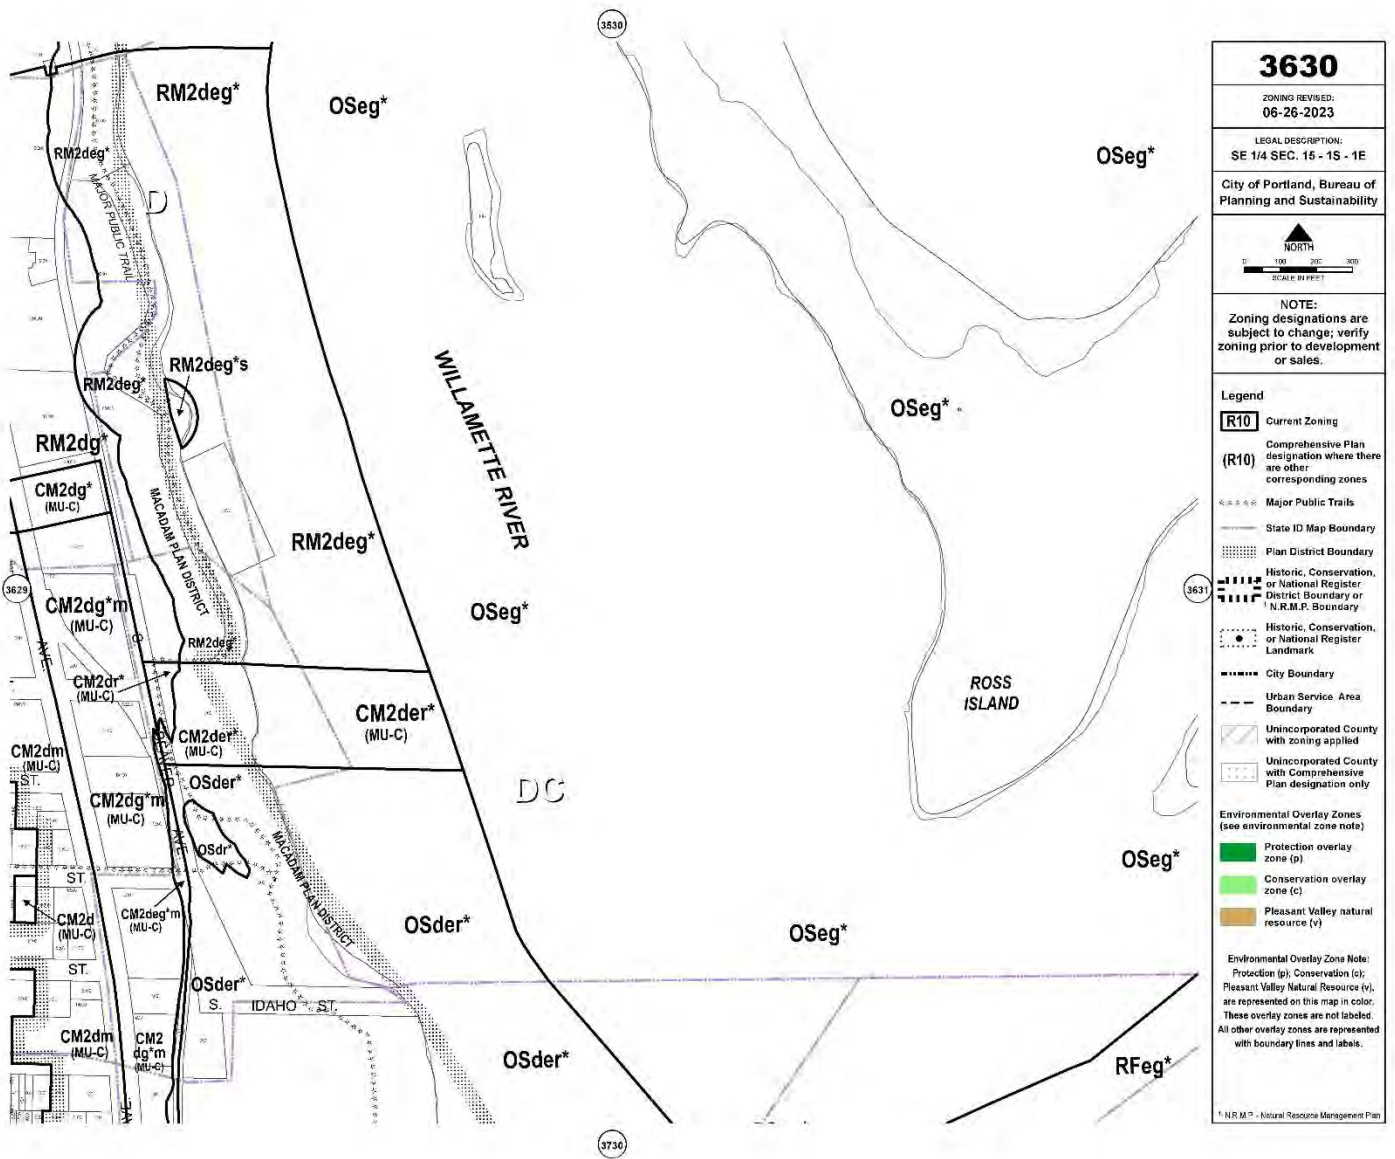 3530
RM2deg*
OSeg*
RM2deg*
OSeg*
MAJOR PUBLIC TRAIL
D
RM2deg*s
RM2deg*
WILLAMETTE RIVER
OSeg*
RM2dg*
CM2dg*
(MU-C)
MACADAM PLAN DISTRICT
RM2deg*
3629
CM2dg*m
(MU-C)
OSeg*
3631
S.
RM2deg*
AVE.
CM2dr*
(MU-C)
ROSS
ISLAND
CM2der*
(MU-C)
CM2der*
(MU-C)
CM2dm
(MU-C)
ST.
BEAVER
AVE.
OSder*
DC
CM2dg*m
(MU-C)
OSdr*
MACADAM PLAN DISTRICT
OSeg*
ST.
CM2d
(MU-C)
CM2deg*m
(MU-C)
OSder*
OSeg*
ST.
OSder*
S. IDAHO ST.
CM2dm
(MU-C)
CM2
dg*m
(MU-C)
OSder*
RFeg*
AVE.
3730
3630
ZONING REVISED:
06-26-2023
LEGAL DESCRIPTION:
SE 1/4 SEC. 15 - 1S - 1E
City of Portland, Bureau of
Planning and Sustainability
NORTH
0 100 200 300
SCALE IN FEET
NOTE:
Zoning designations are
subject to change; verify
zoning prior to development
or sales.
Legend
R10 Current Zoning
(R10) Comprehensive Plan
designation where there
are other
corresponding zones
Major Public Trails
State ID Map Boundary
Plan District Boundary
Historic, Conservation,
or National Register
District Boundary or
¹ N.R.M.P. Boundary
Historic, Conservation,
or National Register
Landmark
City Boundary
Urban Service Area
Boundary
Unincorporated County
with zoning applied
Unincorporated County
with Comprehensive
Plan designation only
Environmental Overlay Zones
(see environmental zone note)
Protection overlay
zone (p)
Conservation overlay
zone (c)
Pleasant Valley natural
resource (v)
Environmental Overlay Zone Note:
Protection (p); Conservation (c);
Pleasant Valley Natural Resource (v),
are represented on this map in color.
These overlay zones are not labeled.
All other overlay zones are represented
with boundary lines and labels.
¹ N.R.M.P. - Natural Resource Management Plan